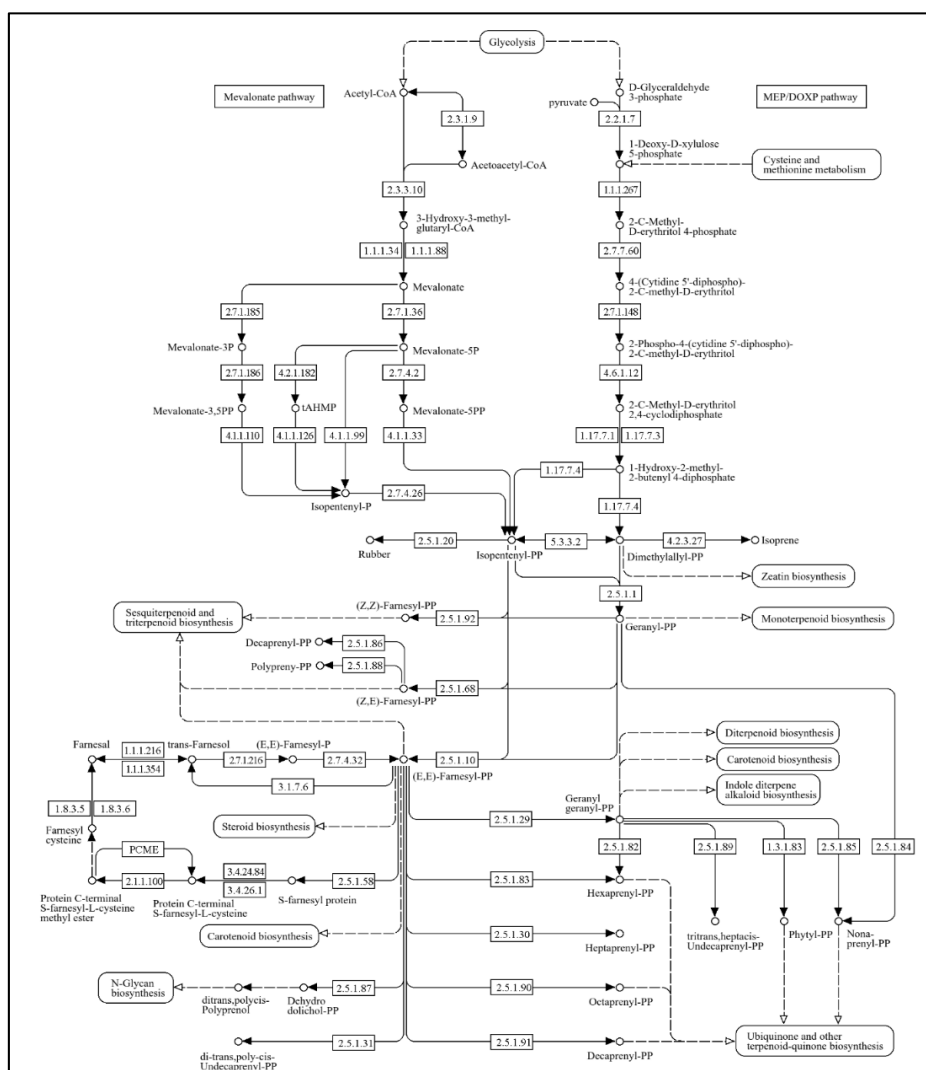 Glycolysis
Mevalonate pathway
Acetyl-CoA
D-Glyceraldehyde
3-phosphate
MEP/DOXP pathway
pyruvate
2.3.1.9
2.2.1.7
1-Deoxy-D-xylulose
5-phosphate
Acetoacetyl-CoA
Cysteine and
methionine metabolism
2.3.3.10
1.1.1.267
3-Hydroxy-3-methyl-
glutaryl-CoA
2-C-Methyl-
D-erythritol 4-phosphate
1.1.1.34
1.1.1.88
2.7.7.60
Mevalonate
4-(Cytidine 5'-diphospho)-
2-C-methyl-D-erythritol
2.7.1.185
2.7.1.36
2.7.1.148
Mevalonate-3P
Mevalonate-5P
2-Phospho-4-(cytidine 5'-diphospho)-
2-C-methyl-D-erythritol
2.7.1.186
4.2.1.182
2.7.4.2
4.6.1.12
Mevalonate-3,5PP
tAHMP
Mevalonate-5PP
2-C-Methyl-D-erythritol
2,4-cyclodiphosphate
4.1.1.110
4.1.1.126
4.1.1.99
4.1.1.33
1.17.7.1
1.17.7.3
1.17.7.4
1-Hydroxy-2-methyl-
2-butenyl 4-diphosphate
Isopentenyl-P
2.7.4.26
1.17.7.4
Rubber
2.5.1.20
Isopentenyl-PP
5.3.3.2
Dimethylallyl-PP
4.2.3.27
Isoprene
Zeatin biosynthesis
2.5.1.1
Sesquiterpenoid and
triterpenoid biosynthesis
(Z,Z)-Farnesyl-PP
2.5.1.92
Geranyl-PP
Monoterpenoid biosynthesis
Decaprenyl-PP
2.5.1.86
Polypreny-PP
2.5.1.88
2.5.1.68
(Z,E)-Farnesyl-PP
Diterpenoid biosynthesis
Farnesal
1.1.1.216
trans-Farnesol
(E,E)-Farnesyl-P
2.7.1.216
2.7.4.32
2.5.1.10
Carotenoid biosynthesis
1.1.1.354
(E,E)-Farnesyl-PP
3.1.7.6
Indole diterpene
alkaloid biosynthesis
1.8.3.5
1.8.3.6
Geranyl
geranyl-PP
Farnesyl
cysteine
Steroid biosynthesis
2.5.1.29
PCME
2.5.1.82
2.5.1.89
1.3.1.83
2.5.1.85
2.5.1.84
2.1.1.100
3.4.24.84
3.4.26.1
2.5.1.58
2.5.1.83
Protein C-terminal
S-farnesyl-L-cysteine
methyl ester
Protein C-terminal
S-farnesyl-L-cysteine
S-farnesyl protein
Hexaprenyl-PP
Carotenoid biosynthesis
2.5.1.30
Heptaprenyl-PP
tritrans,heptacis-
Undecaprenyl-PP
Phytyl-PP
Nona-
prenyl-PP
N-Glycan
biosynthesis
ditrans,polycis-
Polyprenol
Dehydro
dolichol-PP
2.5.1.87
2.5.1.90
Octaprenyl-PP
di-trans,poly-cis-
Undecaprenyl-PP
2.5.1.31
2.5.1.91
Decaprenyl-PP
Ubiquinone and other
terpenoid-quinone biosynthesis